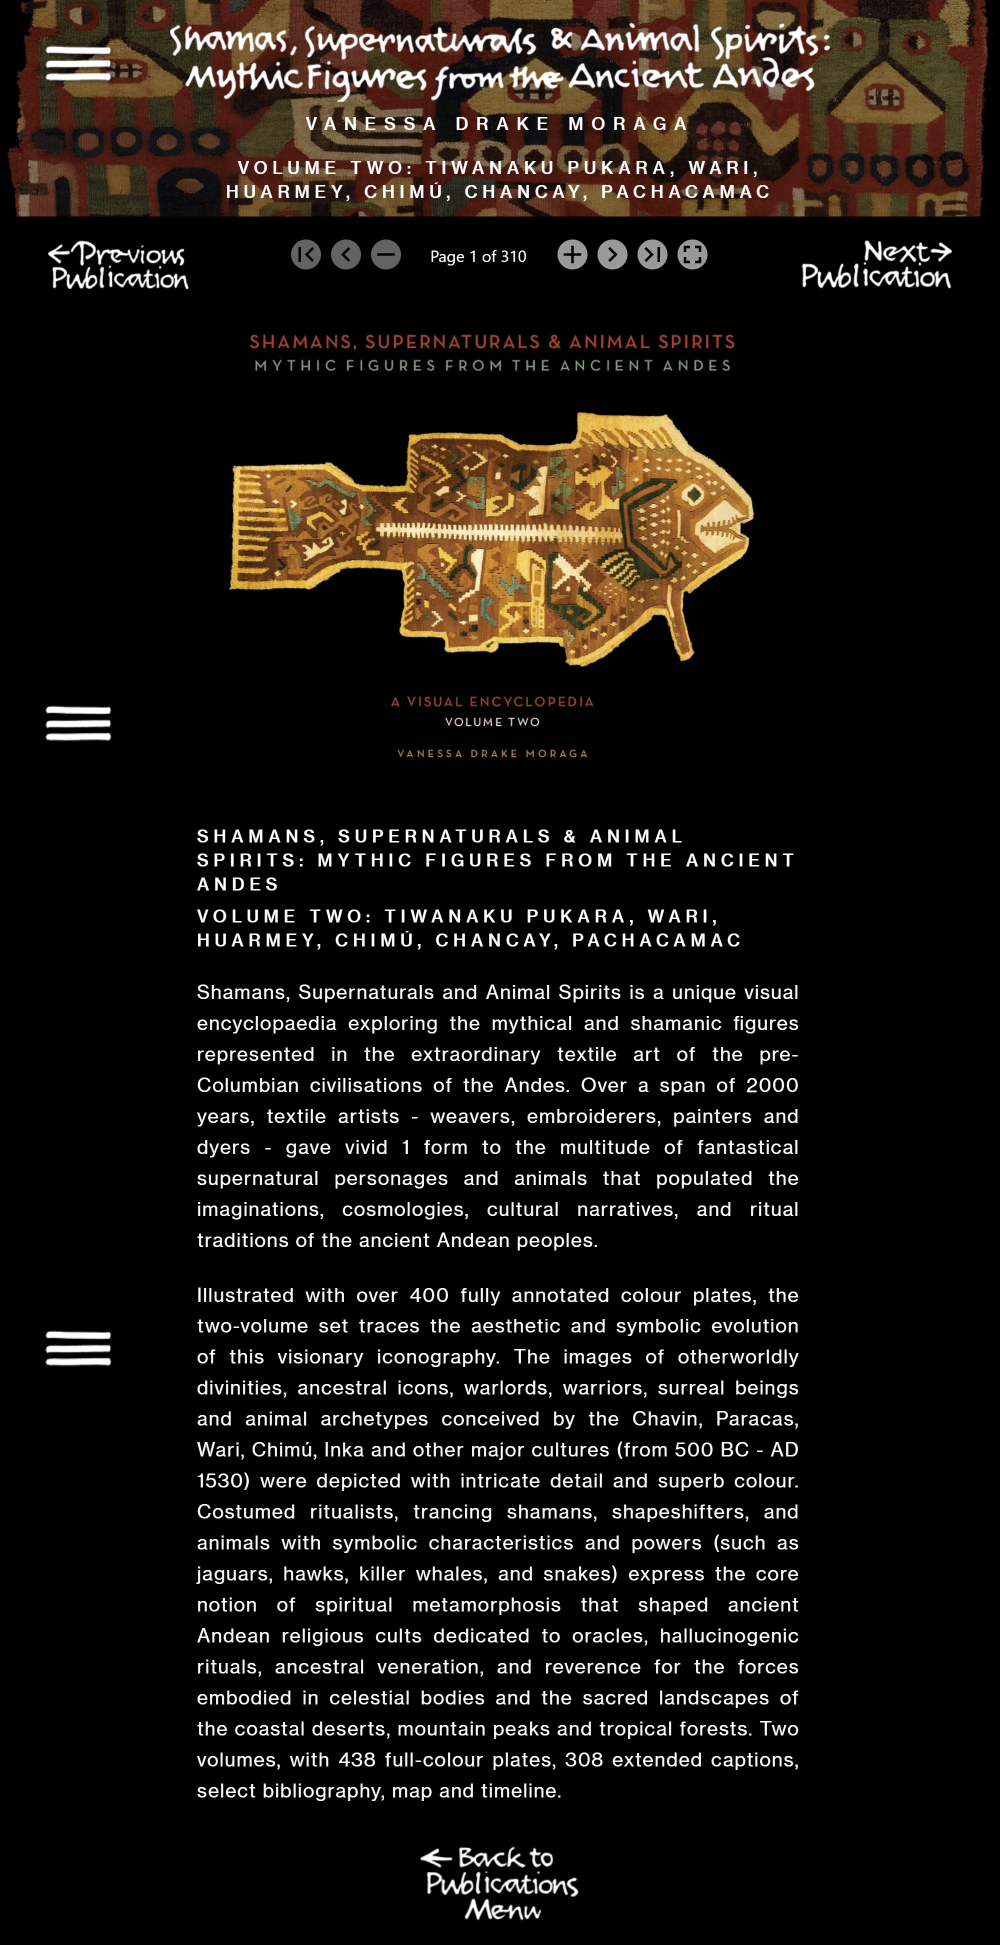 Shamas, Supernaturals & Animal Spirits:
Mythic Figures from the Ancient Andes
VANESSA DRAKE MORAGA
VOLUME TWO: TIWANAKU PUKARA, WARI,
HUARMEY, CHIMÚ, CHANCAY, PACHACAMAC
←Previous
Publication
Page 1 of 310
Next→
Publication
SHAMANS, SUPERNATURALS & ANIMAL SPIRITS
MYTHIC FIGURES FROM THE ANCIENT ANDES
A VISUAL ENCYCLOPEDIA
VOLUME TWO
VANESSA DRAKE MORAGA
SHAMANS, SUPERNATURALS & ANIMAL
SPIRITS: MYTHIC FIGURES FROM THE ANCIENT
ANDES
VOLUME TWO: TIWANAKU PUKARA, WARI,
HUARMEY, CHIMÚ, CHANCAY, PACHACAMAC
Shamans, Supernaturals and Animal Spirits is a unique visual
encyclopaedia exploring the mythical and shamanic figures
represented in the extraordinary textile art of the pre-
Columbian civilisations of the Andes. Over a span of 2000
years, textile artists - weavers, embroiderers, painters and
dyers - gave vivid 1 form to the multitude of fantastical
supernatural personages and animals that populated the
imaginations, cosmologies, cultural narratives, and ritual
traditions of the ancient Andean peoples.
Illustrated with over 400 fully annotated colour plates, the
two-volume set traces the aesthetic and symbolic evolution
of this visionary iconography. The images of otherworldly
divinities, ancestral icons, warlords, warriors, surreal beings
and animal archetypes conceived by the Chavin, Paracas,
Wari, Chimú, Inka and other major cultures (from 500 BC - AD
1530) were depicted with intricate detail and superb colour.
Costumed ritualists, trancing shamans, shapeshifters, and
animals with symbolic characteristics and powers (such as
jaguars, hawks, killer whales, and snakes) express the core
notion of spiritual metamorphosis that shaped ancient
Andean religious cults dedicated to oracles, hallucinogenic
rituals, ancestral veneration, and reverence for the forces
embodied in celestial bodies and the sacred landscapes of
the coastal deserts, mountain peaks and tropical forests. Two
volumes, with 438 full-colour plates, 308 extended captions,
select bibliography, map and timeline.
←Back to
Publications
Menu